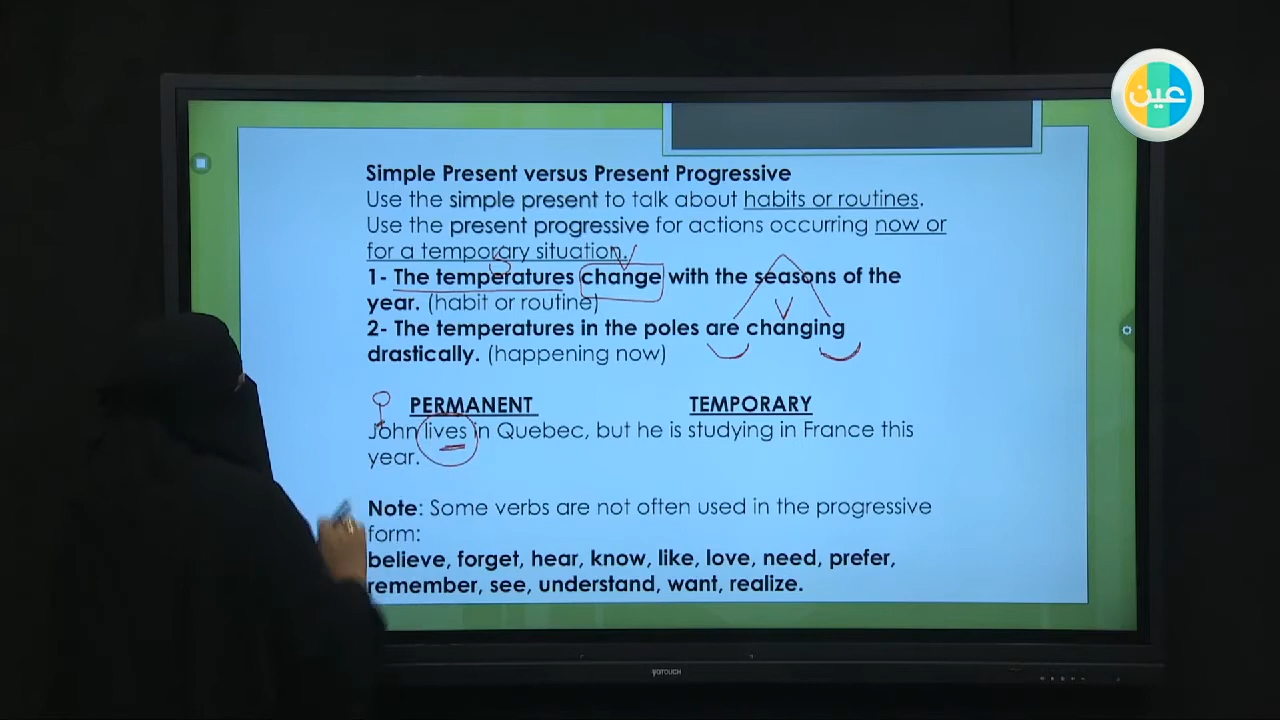 عين
Simple Present versus Present Progressive
Use the simple present to talk about habits or routines.
Use the present progressive for actions occurring now or
for a temporary situation.
1- The temperatures change with the seasons of the
year. (habit or routine)
2- The temperatures in the poles are changing
drastically. (happening now)
PERMANENT TEMPORARY
John lives in Quebec, but he is studying in France this
year.
Note: Some verbs are not often used in the progressive
form:
believe, forget, hear, know, like, love, need, prefer,
remember, see, understand, want, realize.
YOTOUCH